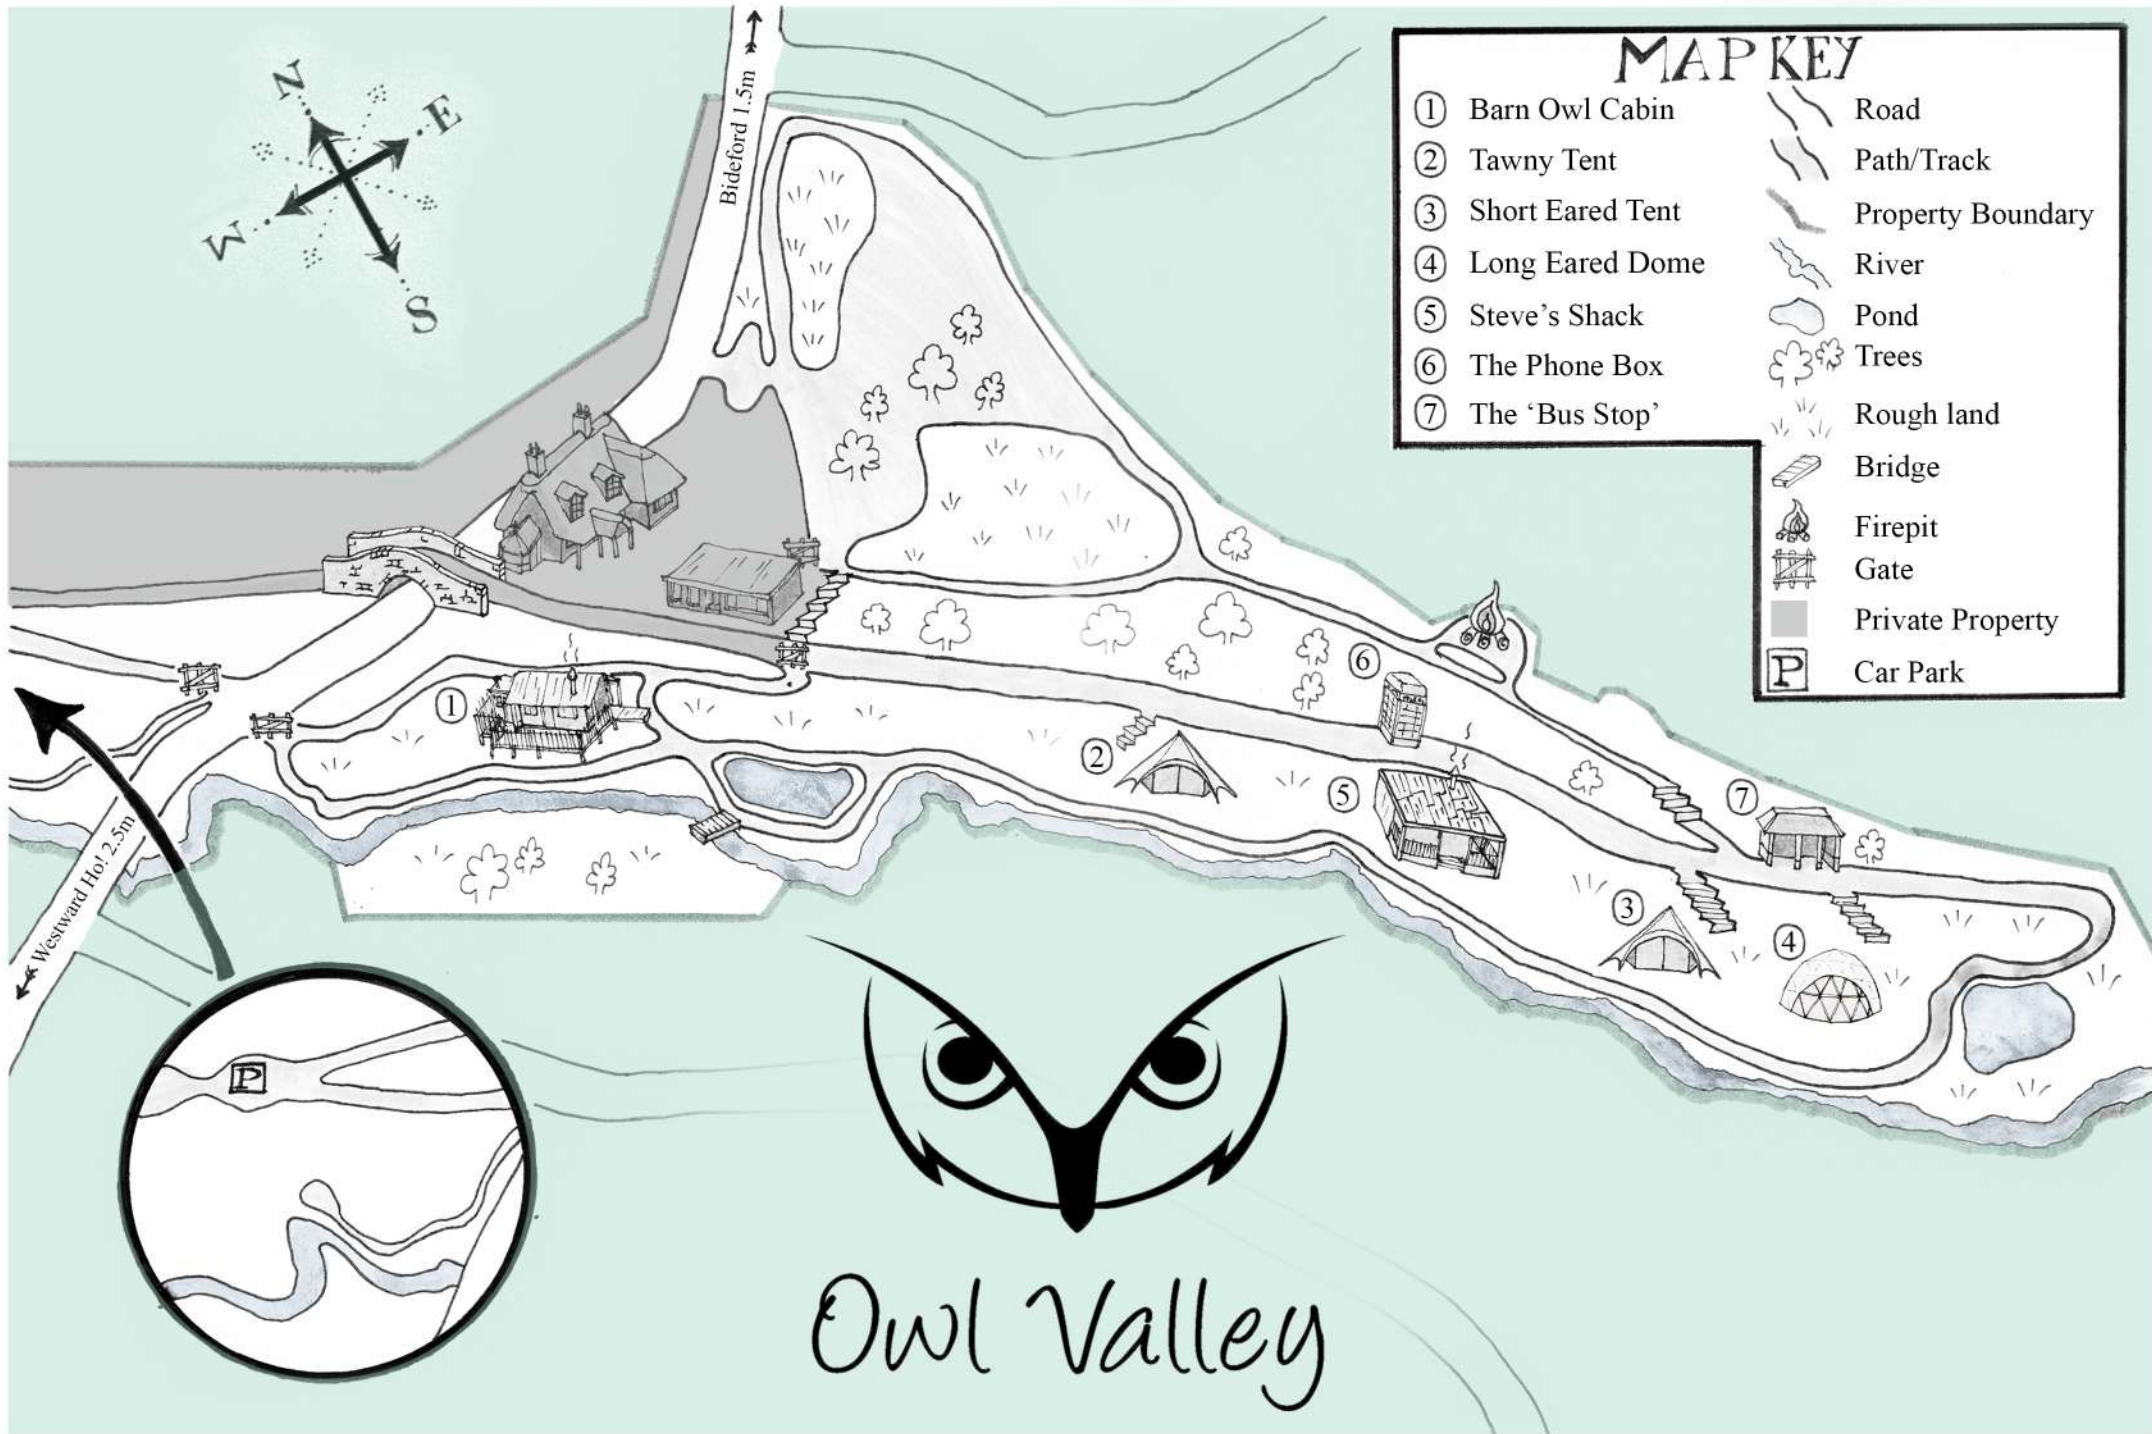 N
E
W
S
Bideford 1.5m
MAP KEY
1 Barn Owl Cabin
2 Tawny Tent
3 Short Eared Tent
4 Long Eared Dome
5 Steve's Shack
6 The Phone Box
7 The 'Bus Stop'
Road
Path/Track
Property Boundary
River
Pond
Trees
Rough land
Bridge
Firepit
Gate
Private Property
P Car Park
1
2
3
4
5
6
7
Westward Ho! 2.5m
P
Owl Valley